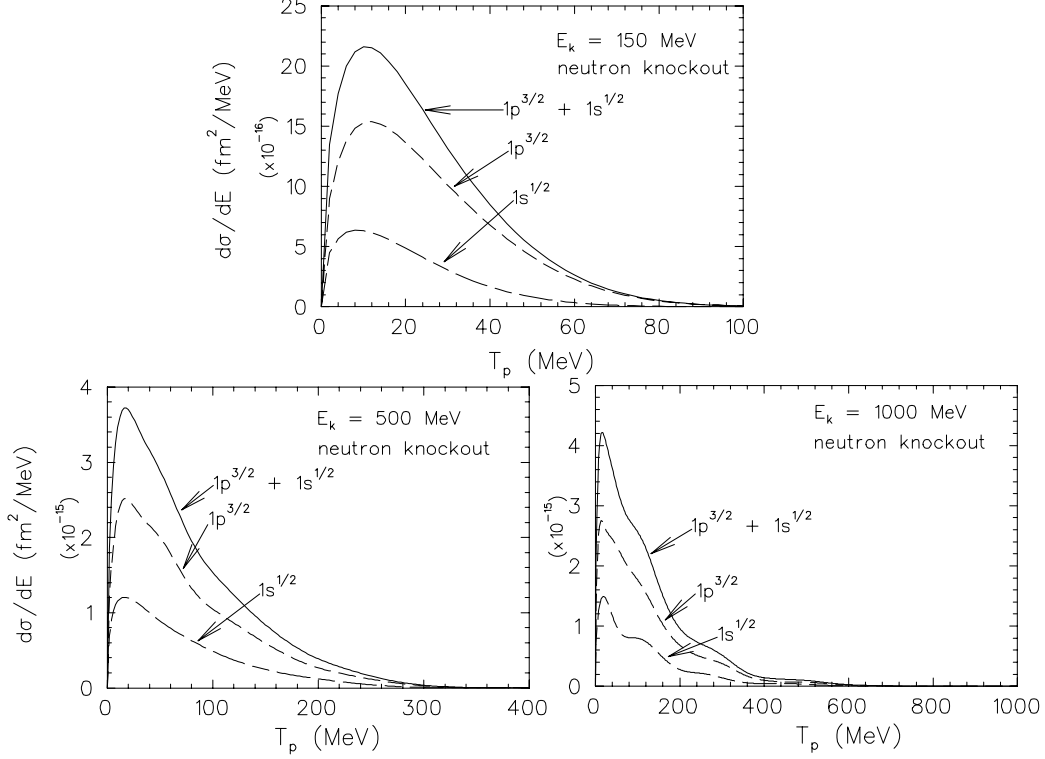 25
20
15
10
5
0
dσ/dE (fm²/MeV)
(x10⁻¹⁶)
E_k = 150 MeV
neutron knockout
1p^{3/2} + 1s^{1/2}
1p^{3/2}
1s^{1/2}
0 20 40 60 80 100
T_p (MeV)
4
3
2
1
0
dσ/dE (fm²/MeV)
(x10⁻¹⁵)
E_k = 500 MeV
neutron knockout
1p^{3/2} + 1s^{1/2}
1p^{3/2}
1s^{1/2}
0 100 200 300 400
T_p (MeV)
5
4
3
2
1
0
(x10⁻¹⁵)
E_k = 1000 MeV
neutron knockout
1p^{3/2} + 1s^{1/2}
1p^{3/2}
1s^{1/2}
0 200 400 600 800 1000
T_p (MeV)